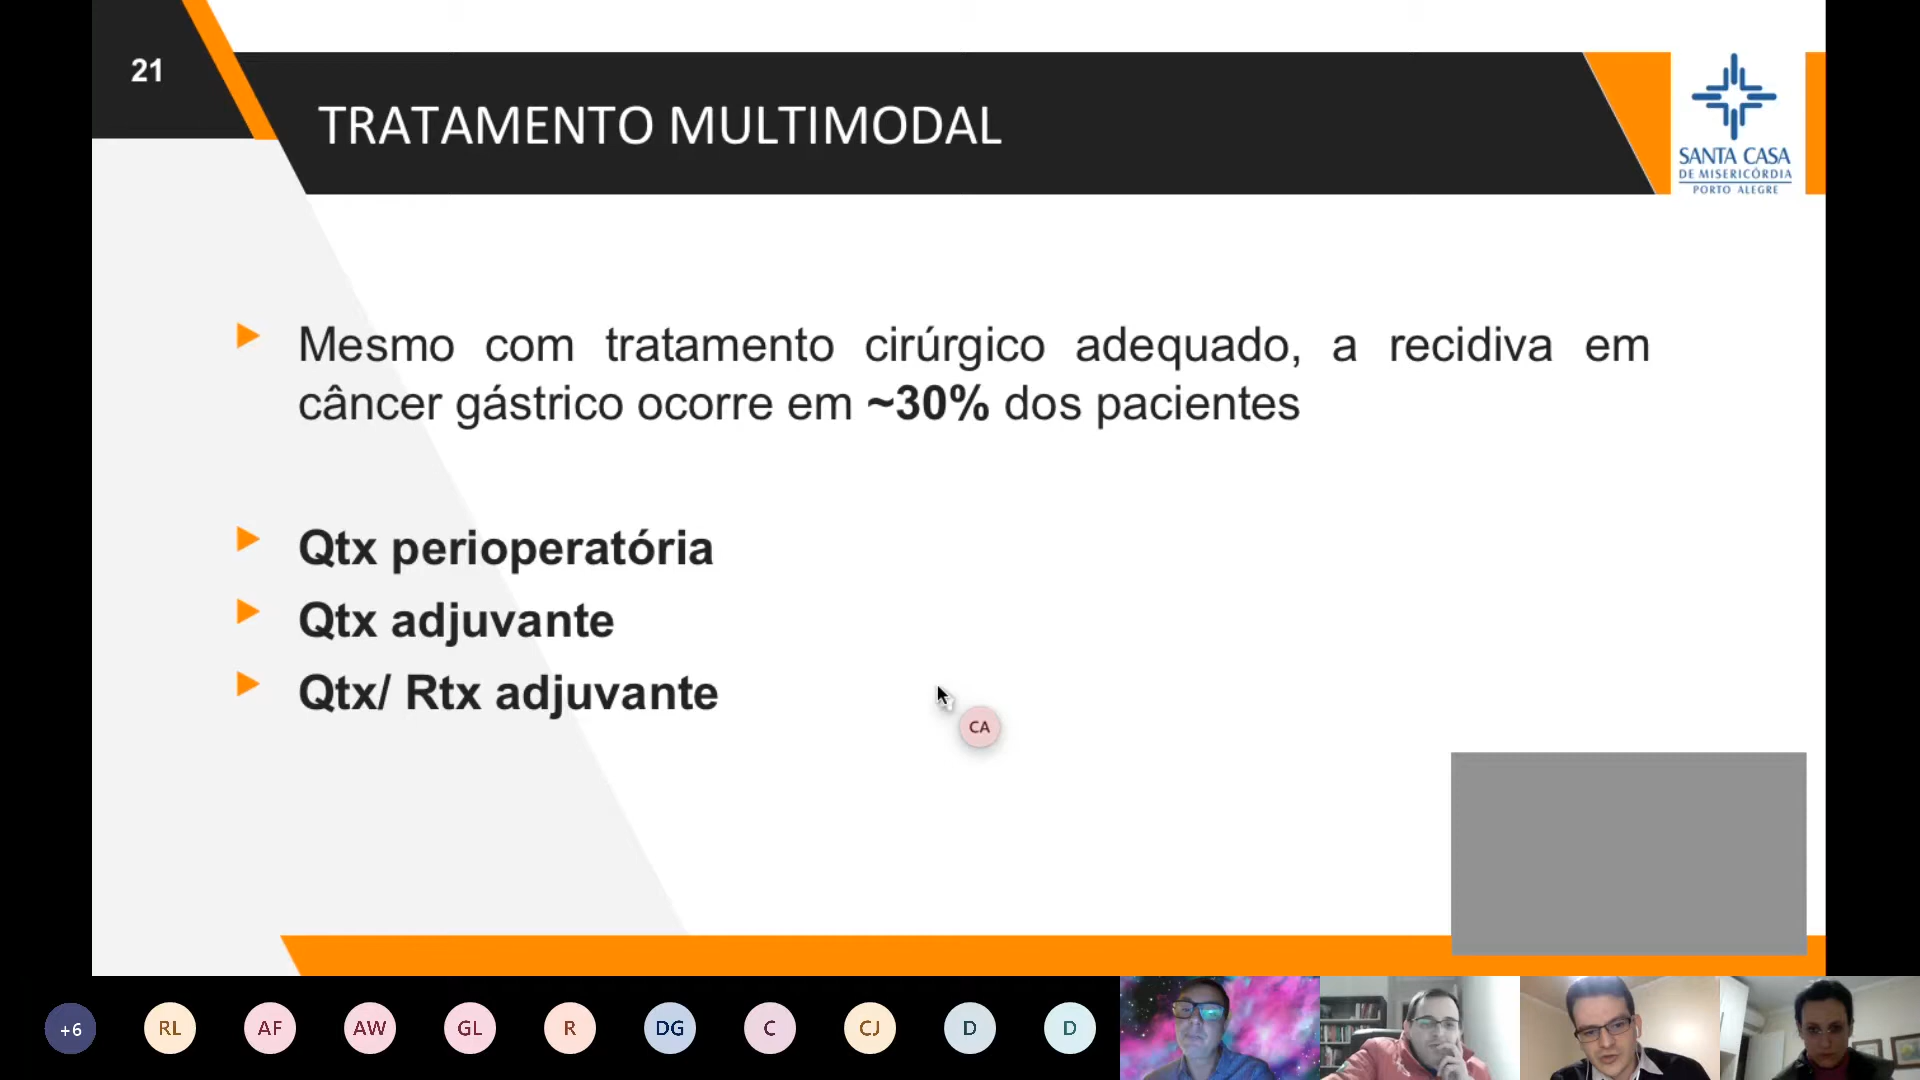 21
TRATAMENTO MULTIMODAL
SANTA CASA
DE MISERICÓRDIA
PORTO ALEGRE
Mesmo com tratamento cirúrgico adequado, a recidiva em
câncer gástrico ocorre em ~30% dos pacientes
Qtx perioperatória
Qtx adjuvante
Qtx/ Rtx adjuvante
CA
+6 RL AF AW GL R DG C CJ D D